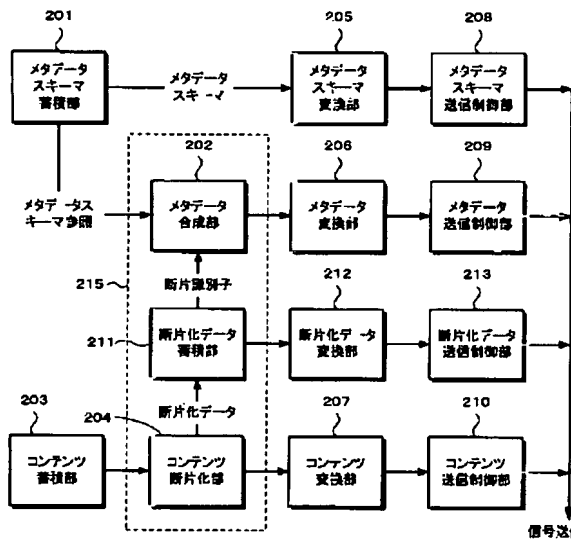 201
205
208
メタデータ
スキーマ
蓄積部
メタデータ
スキーマ
メタデータ
スキーマ
変換部
メタデータ
スキーマ
送信制御部
202
206
209
メタデータス
キーマ参照
メタデータ
合成部
メタデータ
変換部
メタデータ
送信制御部
215
断片識別子
212
213
211
断片化データ
蓄積部
断片化データ
変換部
断片化データ
送信制御部
203
204
断片化データ
207
210
コンテンツ
蓄積部
コンテンツ
断片化部
コンテンツ
変換部
コンテンツ
送信制御部
信号送